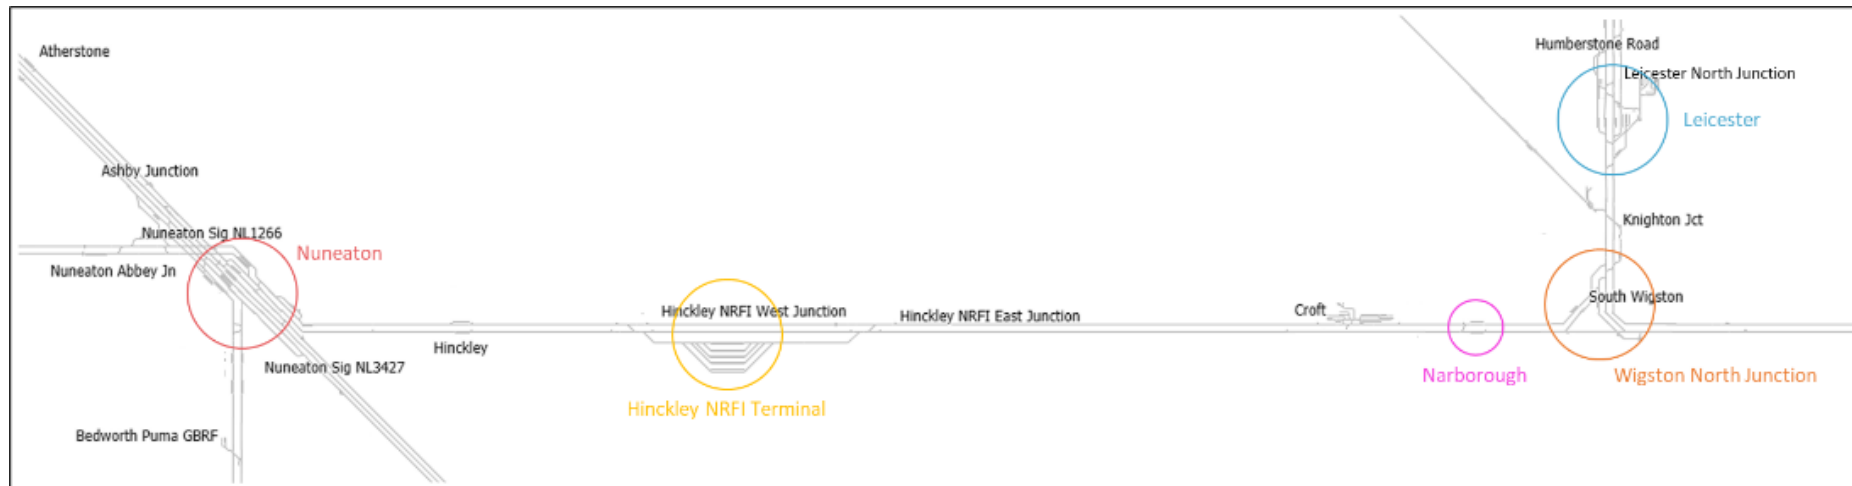 Atherstone
Humberstone Road
Leicester North Junction
Leicester
Ashby Junction
Knighton Jct
Nuneaton Sig NL1266
Nuneaton
Nuneaton Abbey Jn
South Wigston
Hinckley NRFI West Junction
Hinckley NRFI East Junction
Croft
Hinckley
Nuneaton Sig NL3427
Narborough
Wigston North Junction
Hinckley NRFI Terminal
Bedworth Puma GBRF